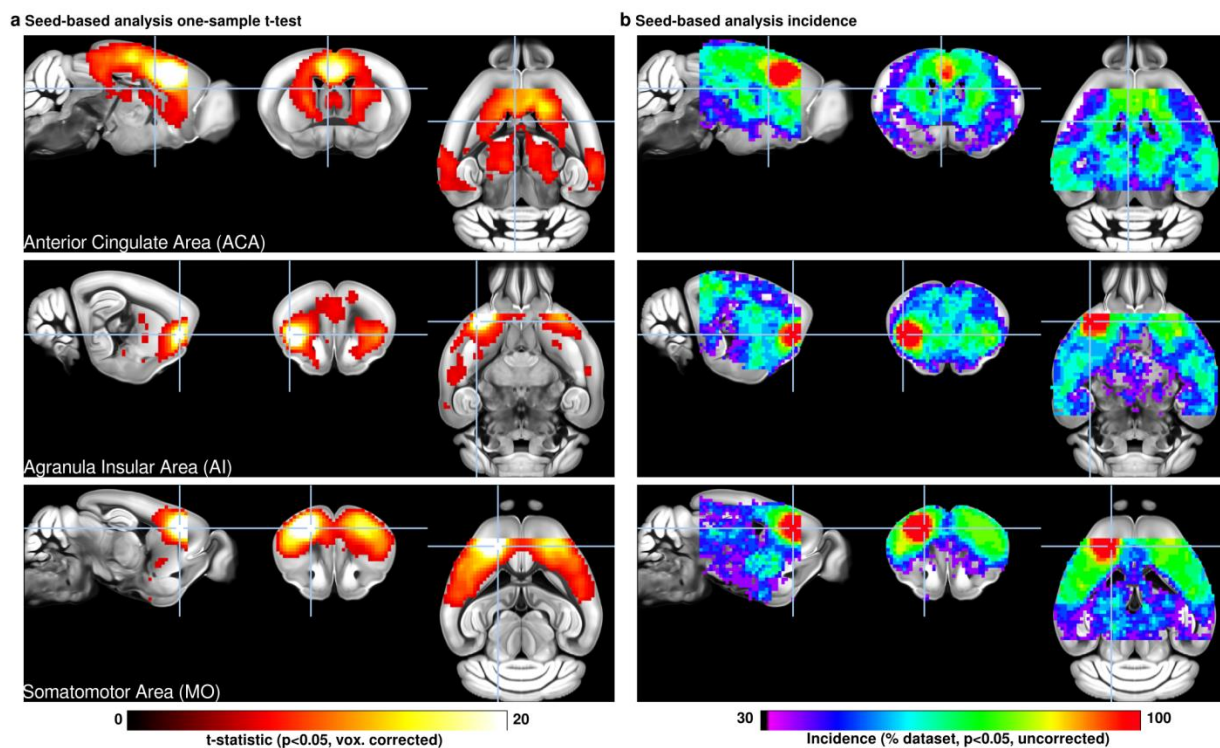 a Seed-based analysis one-sample t-test
b Seed-based analysis incidence
Anterior Cingulate Area (ACA)
Agranula Insular Area (AI)
Somatomotor Area (MO)
0
20
t-statistic (p<0.05, vox. corrected)
30
100
Incidence (% dataset, p<0.05, uncorrected)